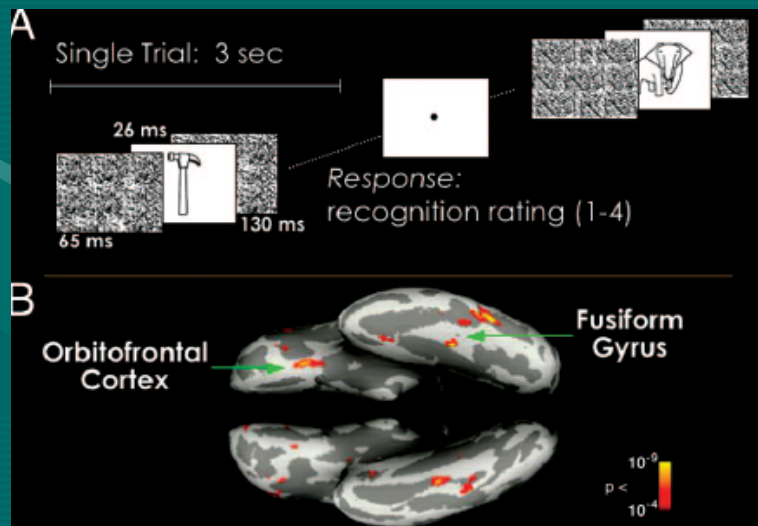 A
Single Trial: 3 sec
26 ms
65 ms
130 ms
Response:
recognition rating (1-4)
B
Orbitofrontal
Cortex
Fusiform
Gyrus
p <
10-9
10-4